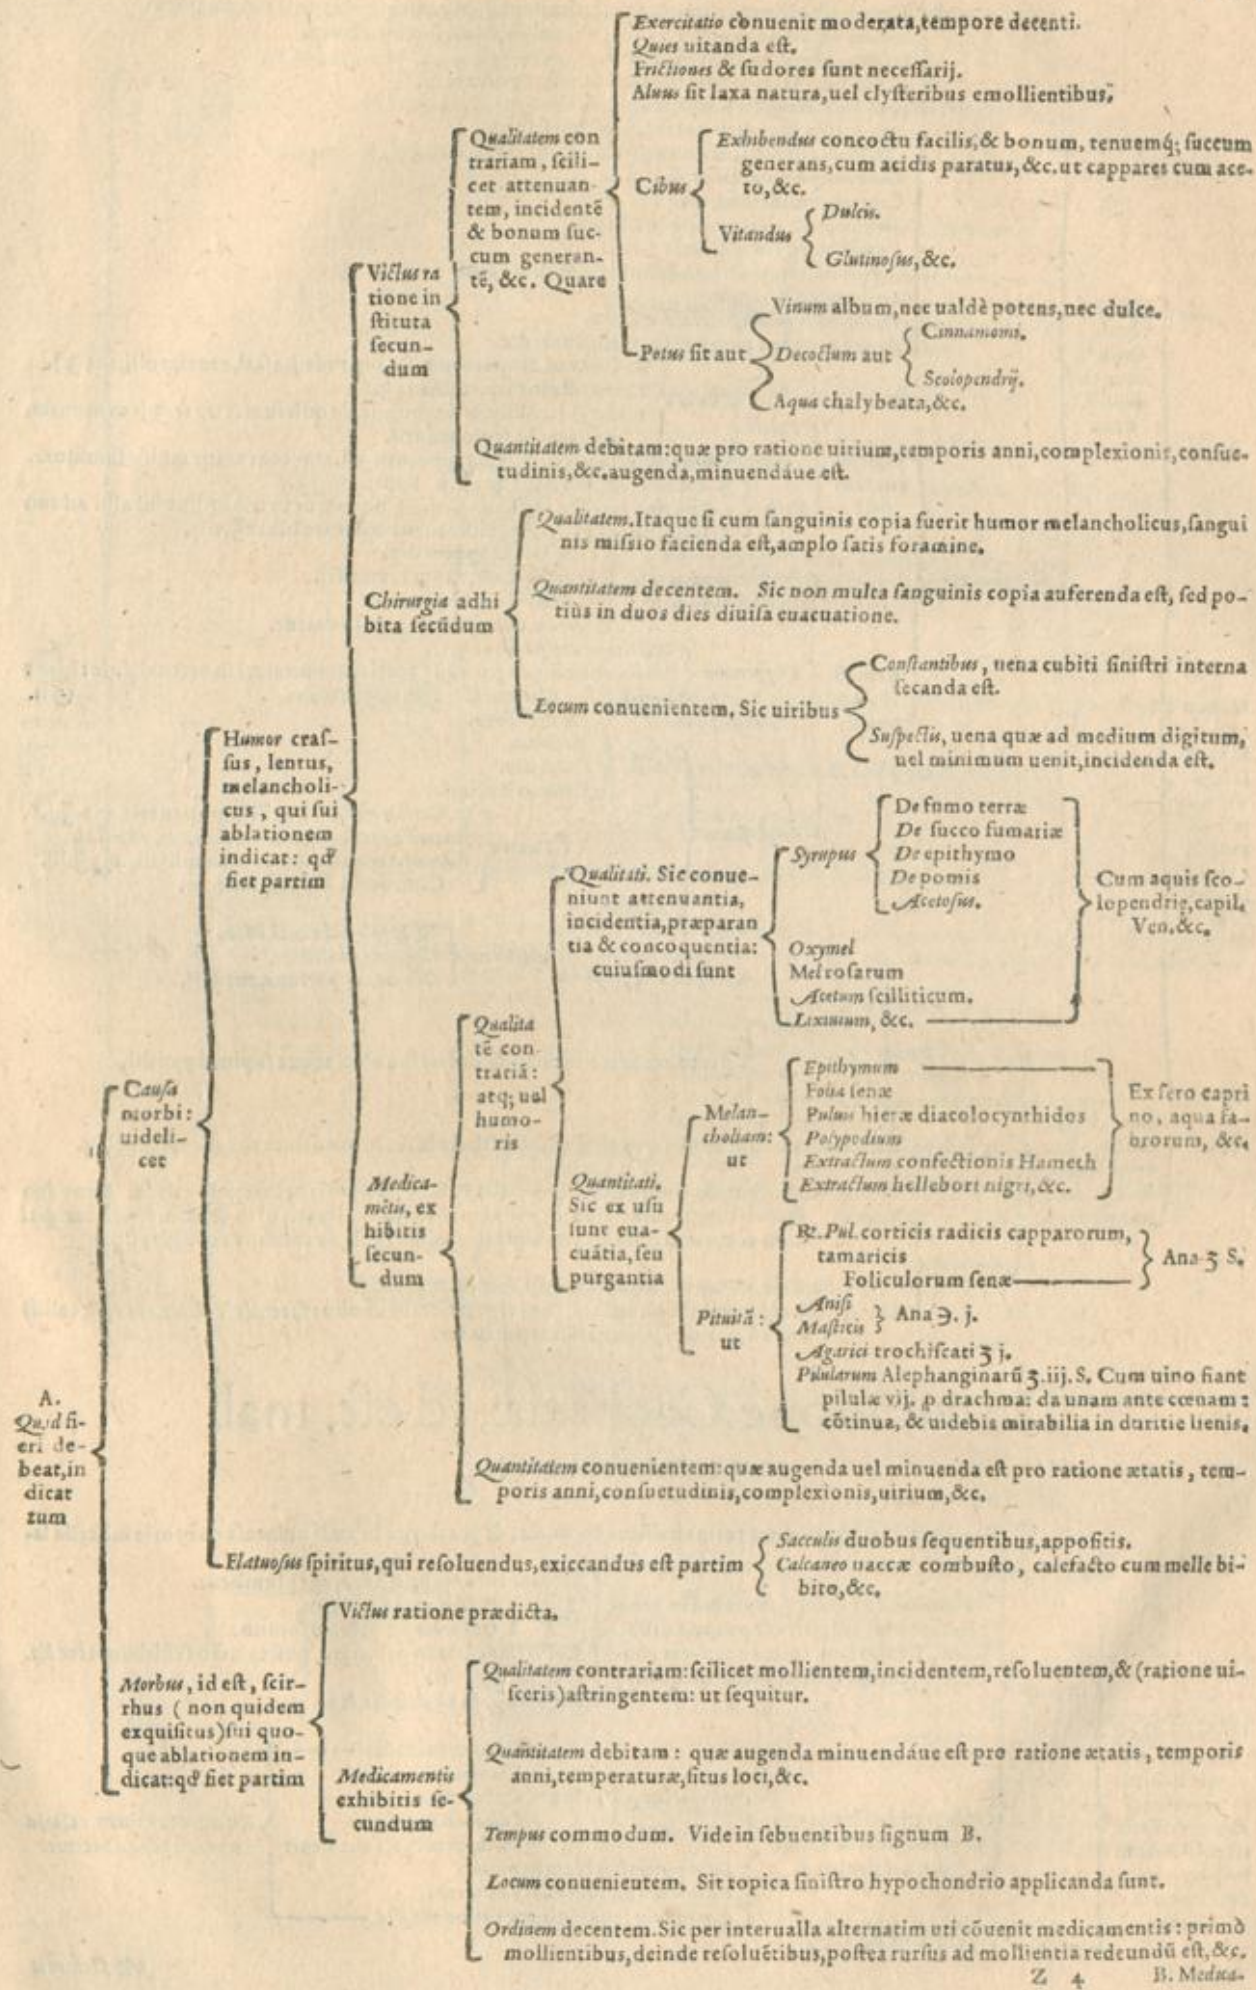 Exercitatio conuenit moderata,tempore decenti.
Quies uitanda eſt.
Frictiones & ſudores ſunt neceſſarij.
Aluus ſit laxa natura,uel clyſteribus emollientibus.
Qualitatem con
trariam, ſcili-
cet attenuan-
tem, incidentē
& bonum ſuc-
cum generan-
tē, &c. Quare
Cibus
Exhibendus concoctu facilis,& bonum, tenuemq́; ſuccum
generans,cum acidis paratus, &c.ut cappares cum ace-
to,&c.
Vitandus
Dulcis.
Glutinoſus,&c.
Victus ra
tione in
ſtituta
ſecun-
dum
Potus ſit aut
Vinum album,nec ualdè potens,nec dulce.
Decoctum aut
Cinnamomi.
Scolopendrij.
Aqua chalybeata,&c.
Quantitatem debitam:quæ pro ratione uirium,temporis anni,complexionis,conſue-
tudinis,&c.augenda,minuendáue eſt.
Chirurgia adhi
bita ſecūdum
Qualitatem.Itaque ſi cum ſanguinis copia fuerit humor melancholicus,ſangui
nis miſsio facienda eſt,amplo ſatis foramine.
Quantitatem decentem. Sic non multa ſanguinis copia auferenda eſt, ſed po-
tiùs in duos dies diuiſa euacuatione.
Locum conuenientem. Sic uiribus
Conſtantibus, uena cubiti ſiniſtri interna
ſecanda eſt.
Suſpectis, uena quæ ad medium digitum,
uel minimum uenit,incidenda eſt.
Humor craſ-
ſus, lentus,
melancholi-
cus, qui ſui
ablationem
indicat: qđ
fiet partim
Qualitati. Sic conue-
niunt attenuantia,
incidentia,præparan
tia & concoquentia:
cuiuſmodi ſunt
Syrupus
De fumo terræ
De ſucco fumariæ
De epithymo
De pomis
Acetoſus.
Oxymel
Mel roſatum
Acetum ſcilliticum.
Lixiuium, &c.
Cum aquis ſco-
lopendrię,capil.
Ven.&c.
Qualita
tē con
trariā:
atq; uel
humo-
ris
Cauſa
morbi:
uideli-
cet
Medica-
mētis, ex
hibitis
ſecun-
dum
Quantitati.
Sic ex uſu
ſunt eua-
cuātia,ſeu
purgantia
Melan-
choliam:
ut
Epithymum
Folia ſenæ
Puluis hieræ diacolocynthidos
Polypodium
Extractum confectionis Hamech
Extractum hellebori nigri,&c.
Ex ſero capri
no, aqua fa-
brorum, &c.
Pituitā:
ut
℞. Pul. corticis radicis capparorum,
tamaricis
Foliculorum ſenæ
Ana ʒ S.
Aniſi
Maſticis
Ana ℈. j.
Agarici trochiſcati ʒ j.
Pilularum Alephanginarū ʒ.iij.S. Cum uino fiant
pilulæ vij. p drachma: da unam ante cœnam:
cōtinua, & uidebis mirabilia in duritie lienis.
Quantitatem conuenientem:quæ augenda uel minuenda eſt pro ratione ætatis, tem-
poris anni,conſuetudinis,complexionis,uirium,&c.
A.
Quid fi-
eri de-
beat,in
dicat
tum
Flatuoſus ſpiritus,qui reſoluendus,exiccandus eſt partim
Sacculis duobus ſequentibus,appoſitis.
Calcaneo uaccæ combuſto, calefacto cum melle bi-
bito,&c.
Morbus, id eſt, ſcir-
rhus ( non quidem
exquiſitus)ſui quo-
que ablationem in-
dicat:qđ fiet partim
Victus ratione prædicta.
Medicamentis
exhibitis ſe-
cundum
Qualitatem contrariam:ſcilicet mollientem,incidentem,reſoluentem,& (ratione ui-
ſceris)aſtringentem: ut ſequitur.
Quantitatem debitam: quæ augenda minuendáue eſt pro ratione ætatis, temporis
anni,temperaturæ,ſitus loci,&c.
Tempus commodum. Vide in ſebuentibus ſignum B.
Locum conuenieutem. Sit topica ſiniſtro hypochondrio applicanda ſunt.
Ordinem decentem.Sic per interualla alternatim uti cōuenit medicamentis: primò
mollientibus,deinde reſoluētibus,poſtea rurſus ad mollientia redeundū eſt,&c.
Z 4 B. Medica-